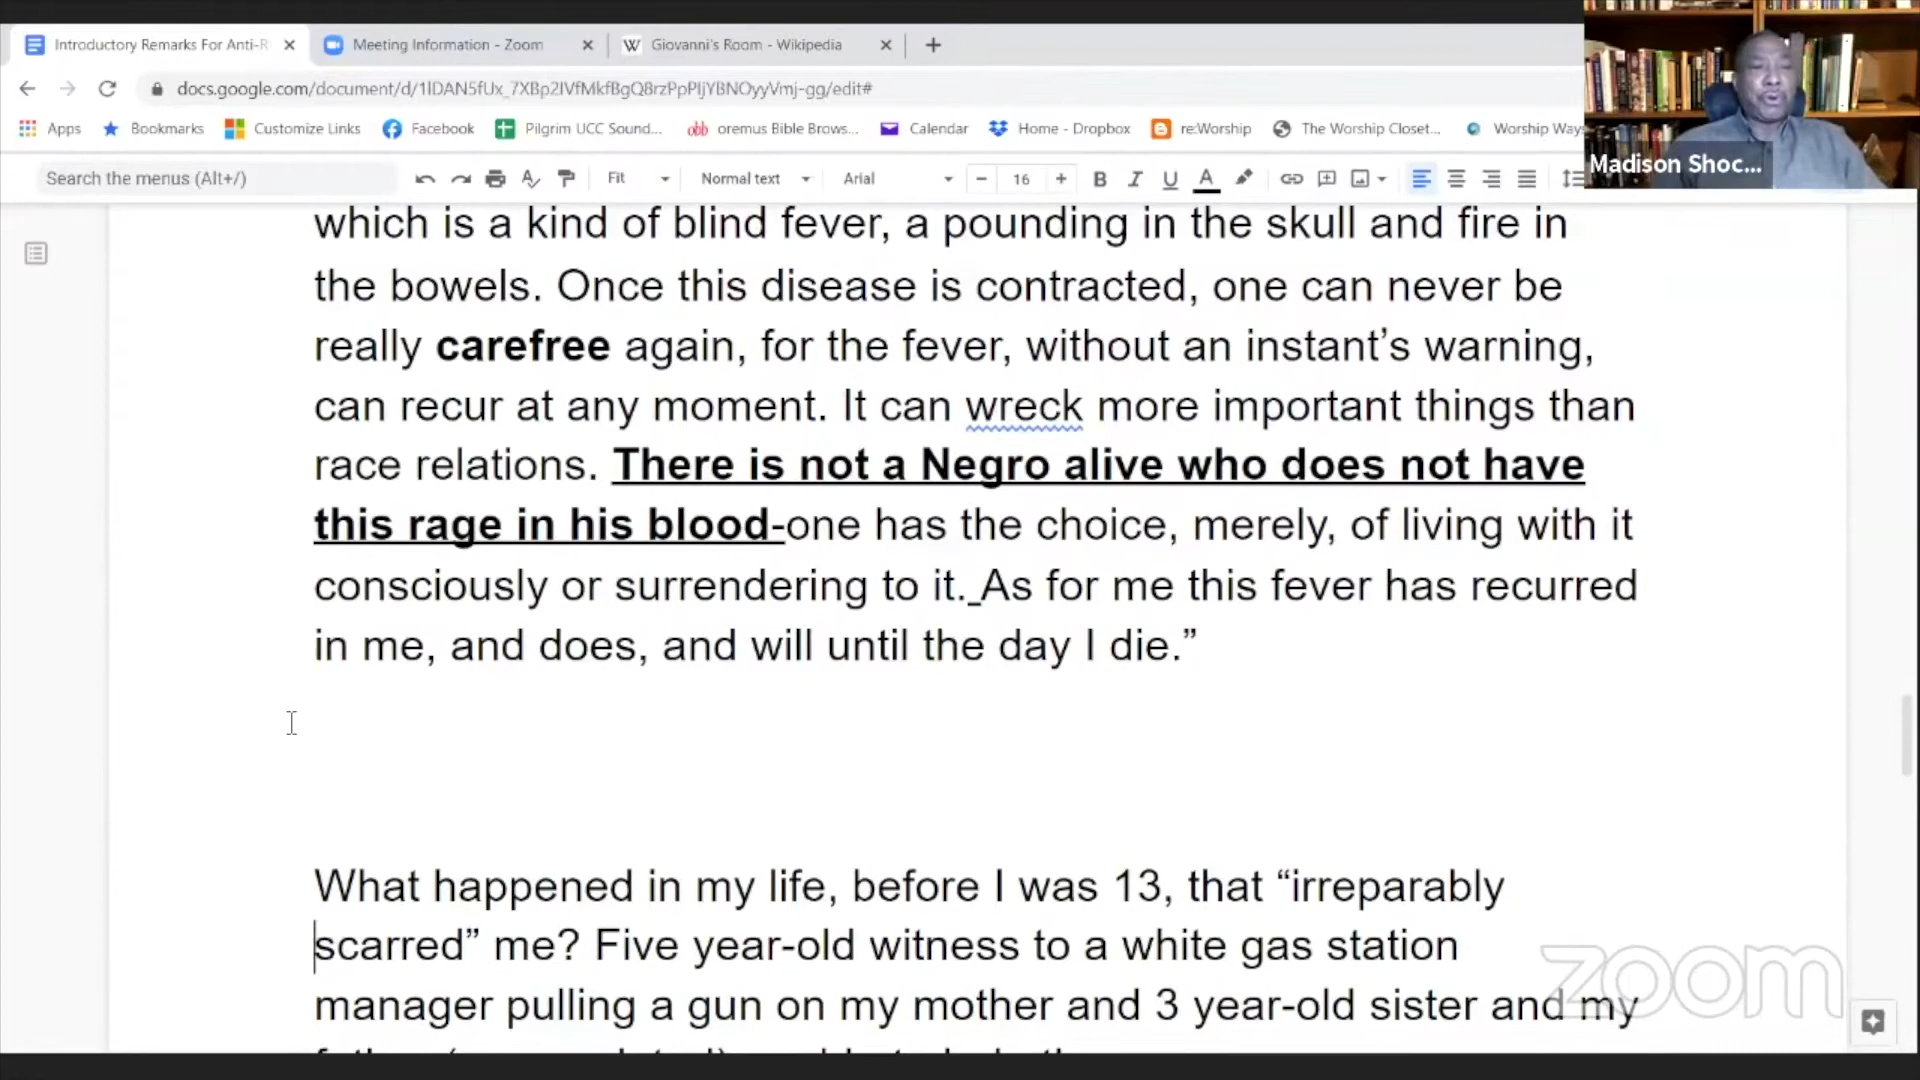 Introductory Remarks For Anti-R
Meeting Information - Zoom
Giovanni's Room - Wikipedia
docs.google.com/document/d/1lDAN5fUx_7XBp2IVfMkfBgQ8rzPpPIjYBNOyyVmj-gg/edit#
Apps Bookmarks Customize Links Facebook Pilgrim UCC Sound... oremus Bible Brows... Calendar Home - Dropbox re:Worship The Worship Closet... Worship Ways
Madison Shoc...
Search the menus (Alt+/) Fit Normal text Arial 16
which is a kind of blind fever, a pounding in the skull and fire in
the bowels. Once this disease is contracted, one can never be
really carefree again, for the fever, without an instant’s warning,
can recur at any moment. It can wreck more important things than
race relations. There is not a Negro alive who does not have
this rage in his blood-one has the choice, merely, of living with it
consciously or surrendering to it. As for me this fever has recurred
in me, and does, and will until the day I die.”
What happened in my life, before I was 13, that “irreparably
scarred” me? Five year-old witness to a white gas station
manager pulling a gun on my mother and 3 year-old sister and my
zoom